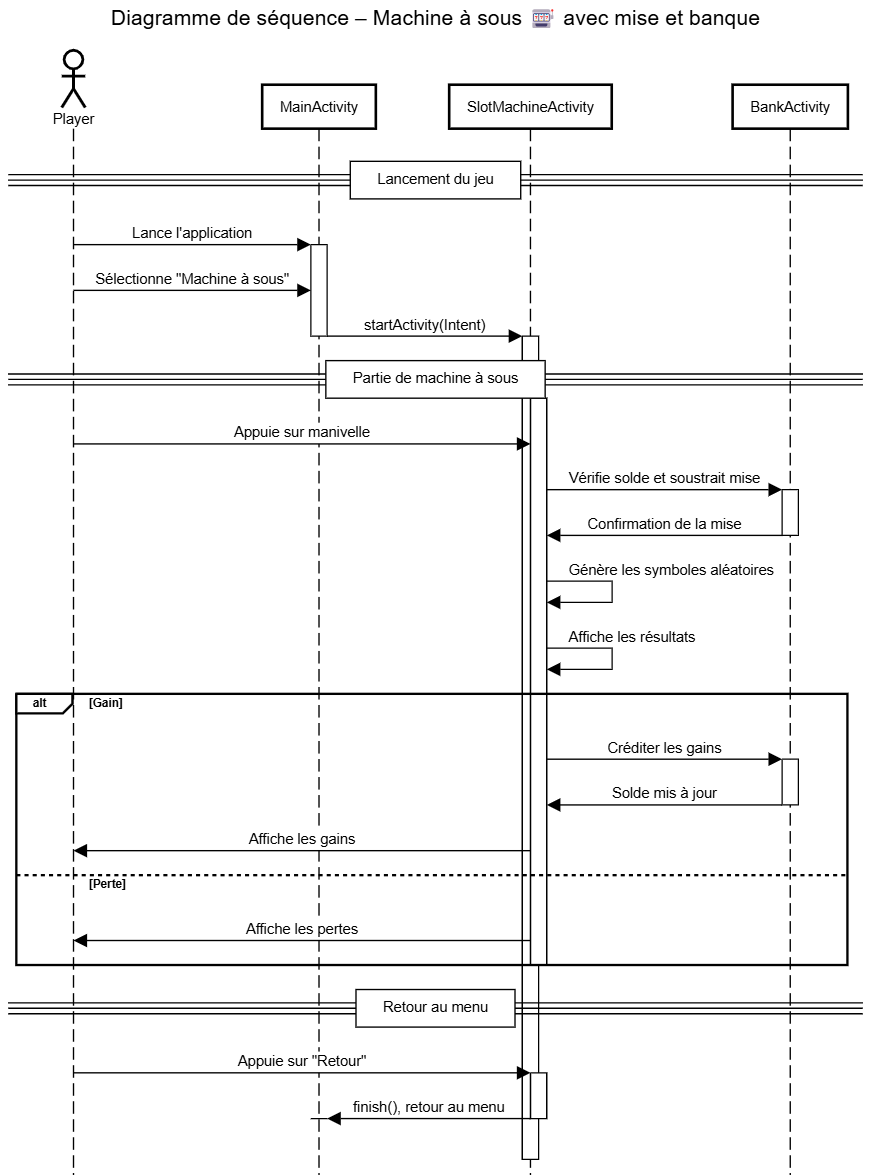 Diagramme de séquence – Machine à sous 🎰 avec mise et banque
Player
MainActivity
SlotMachineActivity
BankActivity
Lancement du jeu
Lance l'application
Sélectionne "Machine à sous"
startActivity(Intent)
Partie de machine à sous
Appuie sur manivelle
Vérifie solde et soustrait mise
Confirmation de la mise
Génère les symboles aléatoires
Affiche les résultats
alt
[Gain]
Créditer les gains
Solde mis à jour
Affiche les gains
[Perte]
Affiche les pertes
Retour au menu
Appuie sur "Retour"
finish(), retour au menu